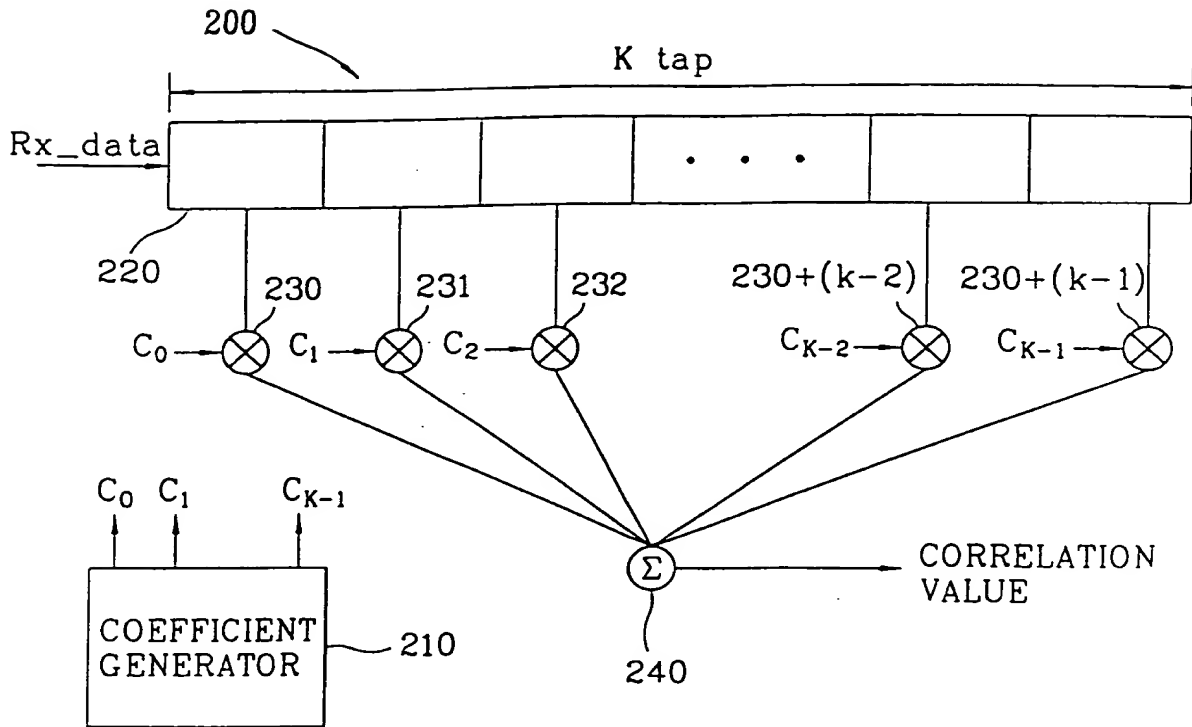 200
K tap
Rx_data
. . .
220
230
231
232
230+(k-2)
230+(k-1)
C₀
C₁
C₂
Cₖ₋₂
Cₖ₋₁
C₀ C₁ Cₖ₋₁
Σ
CORRELATION
VALUE
COEFFICIENT
GENERATOR
210
240